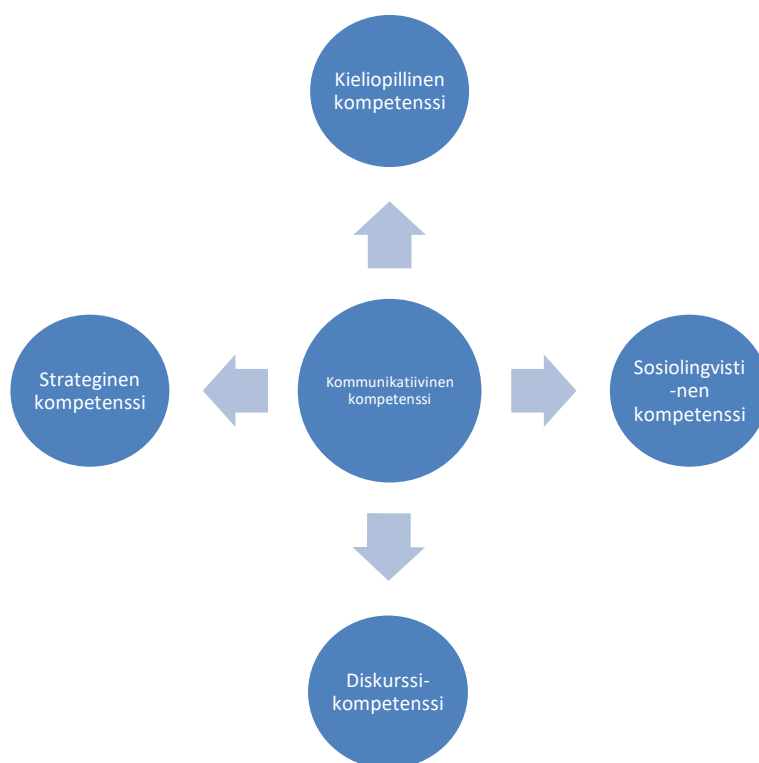 Kieliopillinen
kompetenssi
Strateginen
kompetenssi
Kommunikatiivinen
kompetenssi
Sosiolingvisti
-nen
kompetenssi
Diskurssi-
kompetenssi